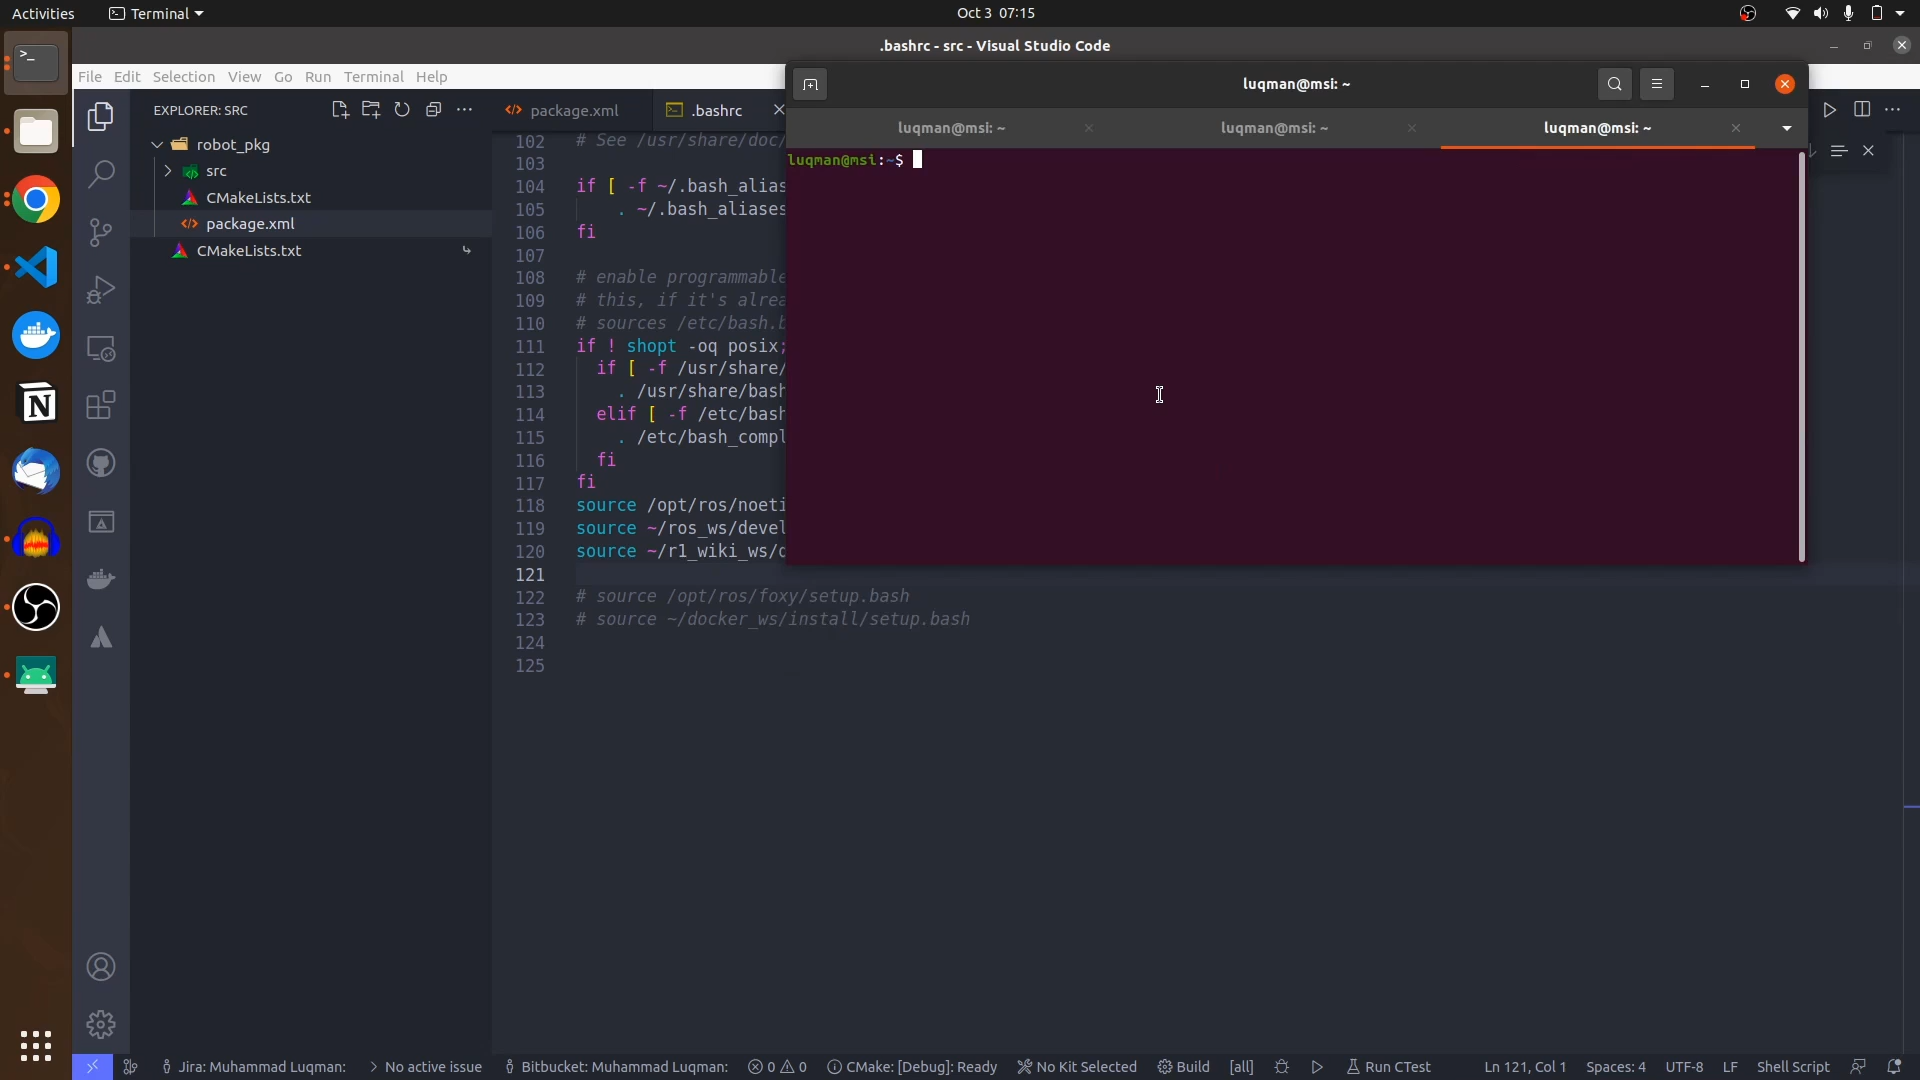 Activities
Terminal
Oct 3 07:15
.bashrc - src - Visual Studio Code
File Edit Selection View Go Run Terminal Help
EXPLORER: SRC
robot_pkg
src
CMakeLists.txt
package.xml
CMakeLists.txt
package.xml
.bashrc
102 # See /usr/share/doc/
103
104 if [ -f ~/.bash_alias
105 . ~/.bash_aliases
106 fi
107
108 # enable programmable
109 # this, if it's alrea
110 # sources /etc/bash.b
111 if ! shopt -oq posix;
112 if [ -f /usr/share/
113 . /usr/share/bash
114 elif [ -f /etc/bash
115 . /etc/bash_compl
116 fi
117 fi
118 source /opt/ros/noeti
119 source ~/ros_ws/devel
120 source ~/r1_wiki_ws/d
121
122 # source /opt/ros/foxy/setup.bash
123 # source ~/docker_ws/install/setup.bash
124
125
luqman@msi: ~
luqman@msi: ~ luqman@msi: ~ luqman@msi: ~
luqman@msi:~$
Jira: Muhammad Luqman: No active issue Bitbucket: Muhammad Luqman: 0 0 CMake: [Debug]: Ready No Kit Selected Build [all] Run CTest Ln 121, Col 1 Spaces: 4 UTF-8 LF Shell Script